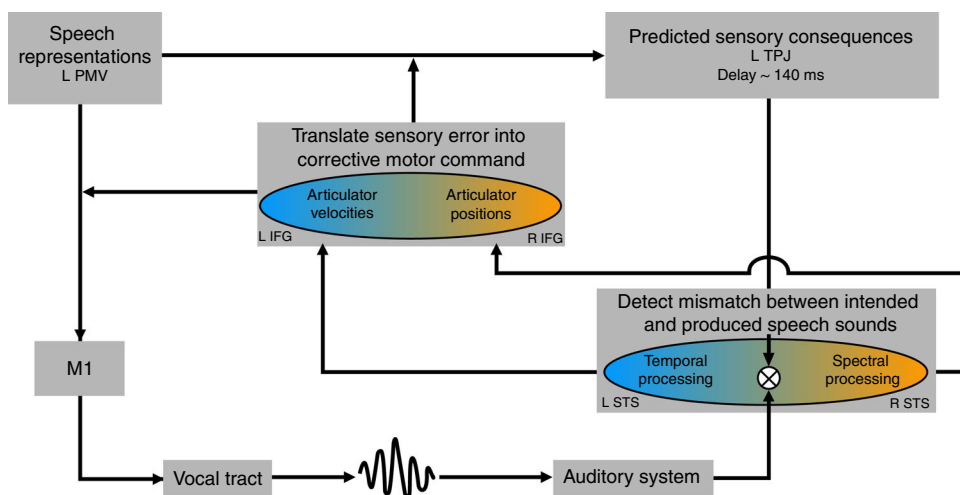 Speech
representations
L PMV
Predicted sensory consequences
L TPJ
Delay ~ 140 ms
Translate sensory error into
corrective motor command
Articulator
velocities
Articulator
positions
L IFG
R IFG
Detect mismatch between intended
and produced speech sounds
Temporal
processing
Spectral
processing
L STS
R STS
M1
Vocal tract
Auditory system